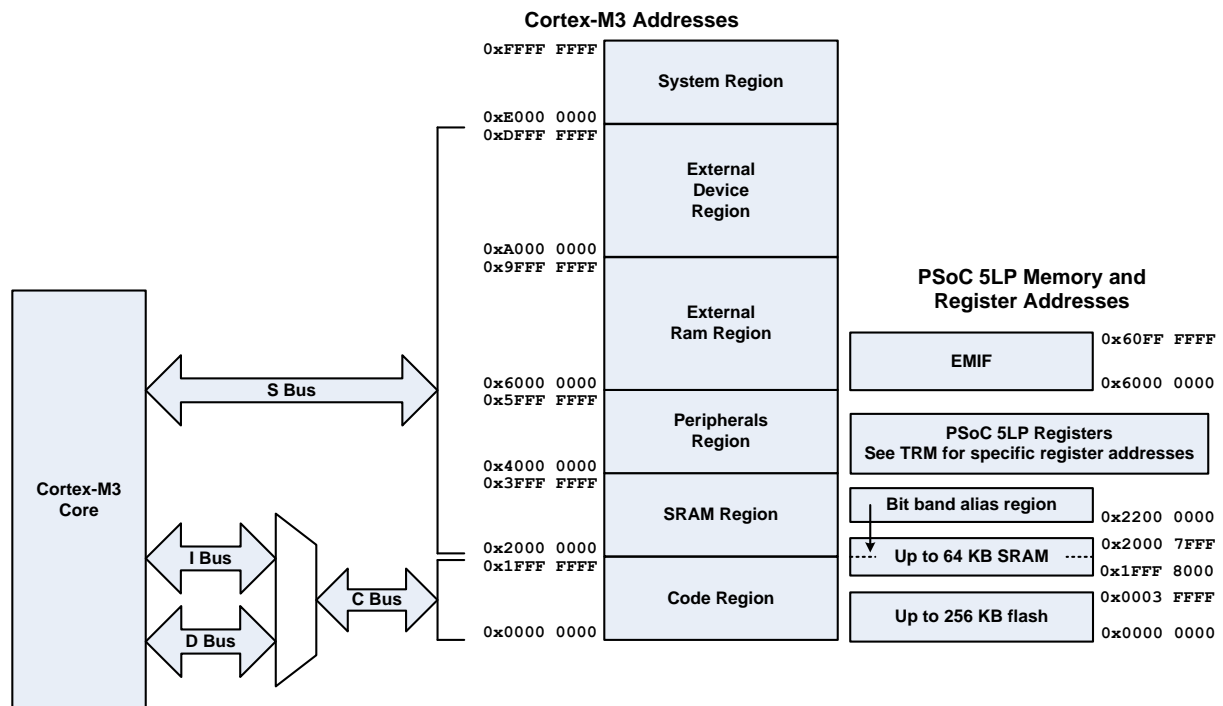 Cortex-M3 Addresses
0xFFFF FFFF
System Region
0xE000 0000
0xDFFF FFFF
External
Device
Region
0xA000 0000
0x9FFF FFFF
External
Ram Region
0x6000 0000
0x5FFF FFFF
Peripherals
Region
0x4000 0000
0x3FFF FFFF
SRAM Region
0x2000 0000
0x1FFF FFFF
Code Region
0x0000 0000
Cortex-M3
Core
S Bus
I Bus
D Bus
C Bus
PSoC 5LP Memory and
Register Addresses
0x60FF FFFF
EMIF
0x6000 0000
PSoC 5LP Registers
See TRM for specific register addresses
Bit band alias region
0x2200 0000
0x2000 7FFF
Up to 64 KB SRAM
0x1FFF 8000
0x0003 FFFF
Up to 256 KB flash
0x0000 0000